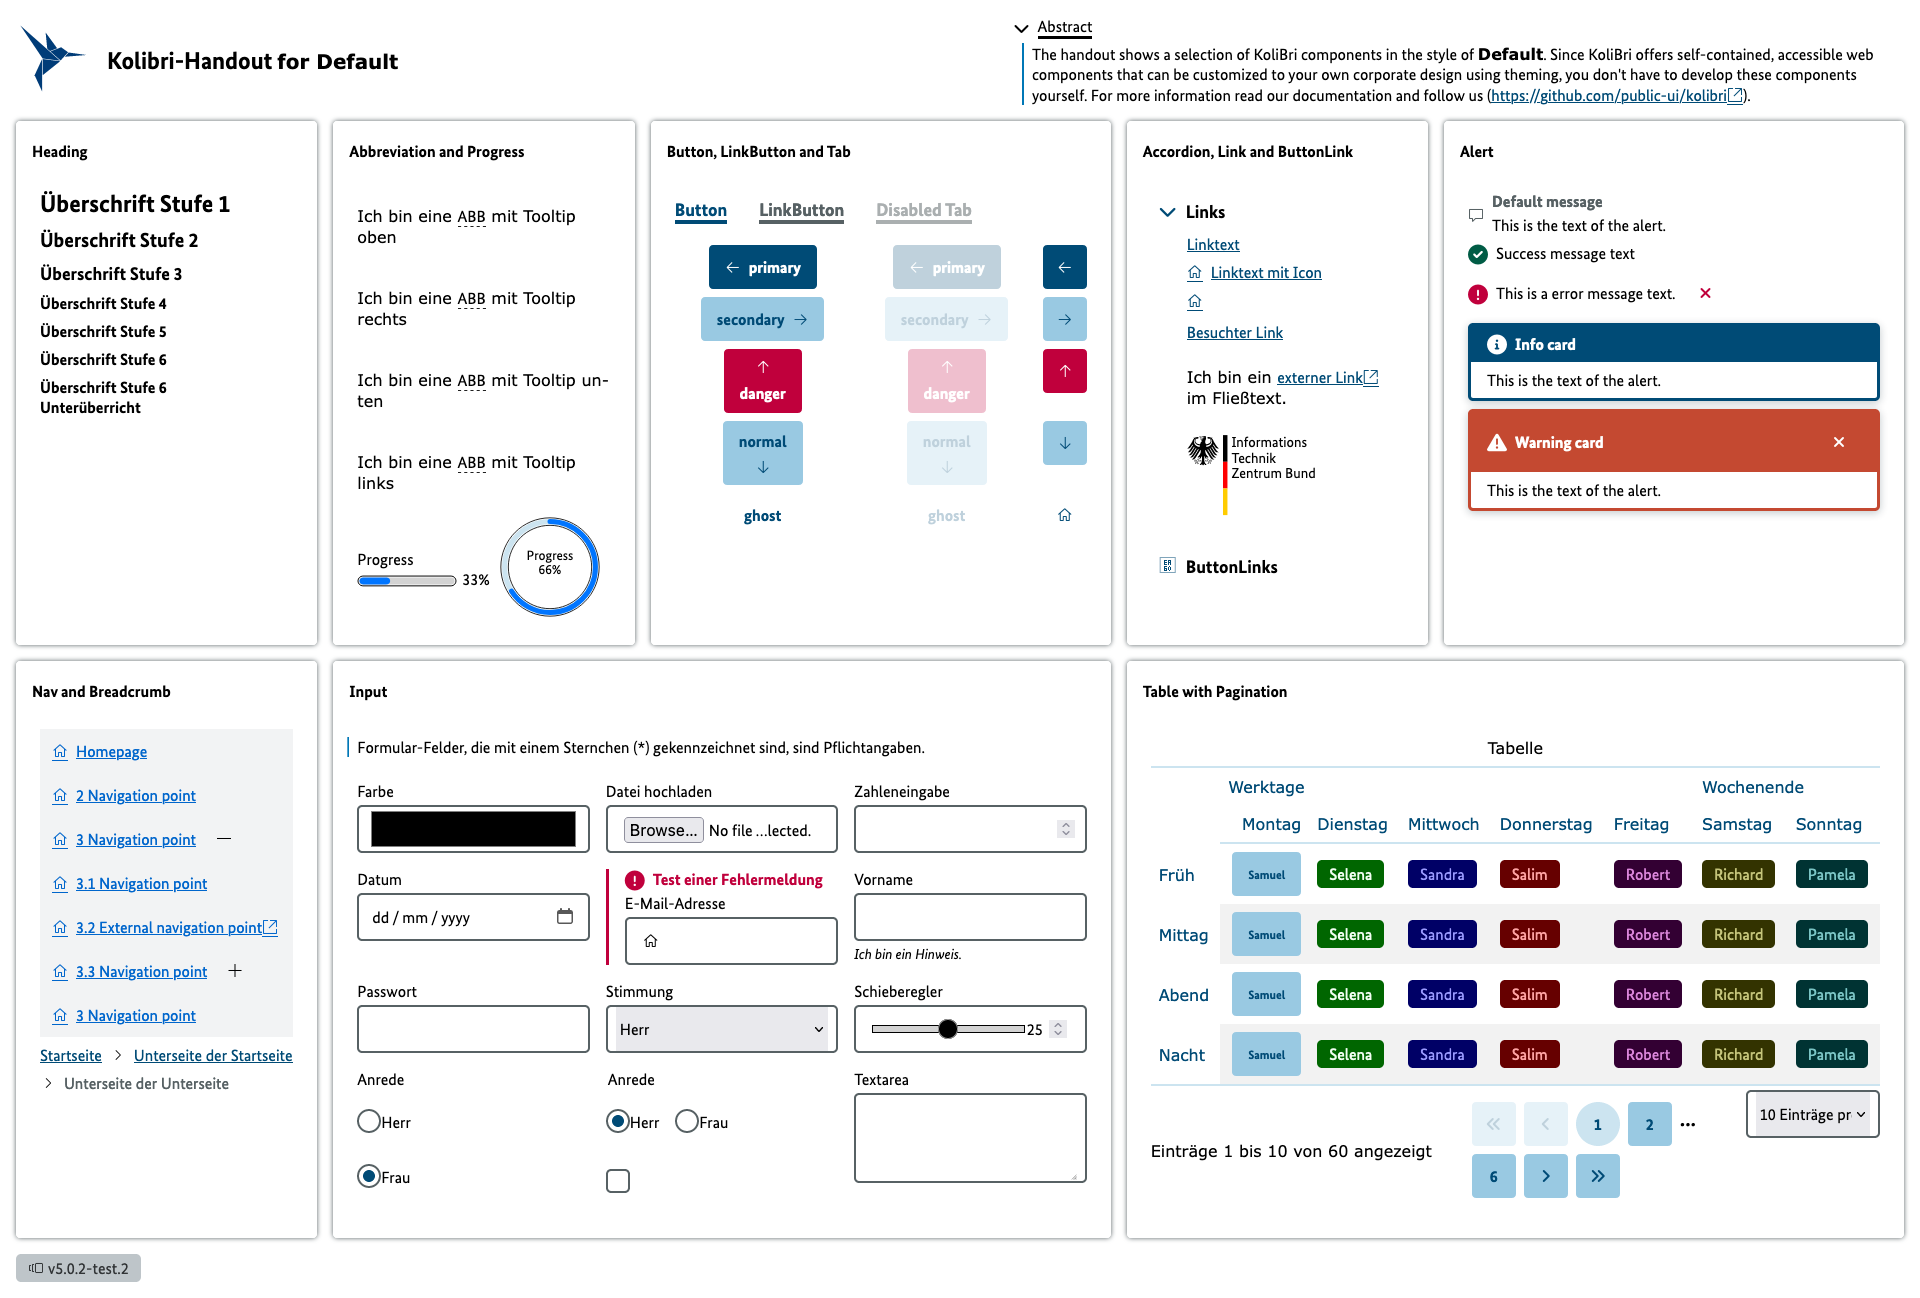 Kolibri-Handout for Default
Abstract
The handout shows a selection of KoliBri components in the style of Default. Since KoliBri offers self-contained, accessible web
components that can be customized to your own corporate design using theming, you don't have to develop these components
yourself. For more information read our documentation and follow us (https://github.com/public-ui/kolibri).
Heading
Überschrift Stufe 1
Überschrift Stufe 2
Überschrift Stufe 3
Überschrift Stufe 4
Überschrift Stufe 5
Überschrift Stufe 6
Überschrift Stufe 6
Unterüberricht
Abbreviation and Progress
Ich bin eine ABB mit Tooltip
oben
Ich bin eine ABB mit Tooltip
rechts
Ich bin eine ABB mit Tooltip un-
ten
Ich bin eine ABB mit Tooltip
links
Progress
33%
Progress
66%
Button, LinkButton and Tab
Button LinkButton Disabled Tab
primary primary
secondary secondary
danger danger
normal normal
ghost ghost
Accordion, Link and ButtonLink
Links
Linktext
Linktext mit Icon
Besuchter Link
Ich bin ein externer Link
im Fließtext.
Informations
Technik
Zentrum Bund
ButtonLinks
Alert
Default message
This is the text of the alert.
Success message text
This is a error message text.
Info card
This is the text of the alert.
Warning card
This is the text of the alert.
Nav and Breadcrumb
Homepage
2 Navigation point
3 Navigation point
3.1 Navigation point
3.2 External navigation point
3.3 Navigation point
3 Navigation point
Startseite Unterseite der Startseite
Unterseite der Unterseite
Input
Formular-Felder, die mit einem Sternchen (*) gekennzeichnet sind, sind Pflichtangaben.
Farbe
Datei hochladen
Browse... No file ...lected.
Zahleneingabe
Datum
dd / mm / yyyy
Test einer Fehlermeldung
E-Mail-Adresse
Vorname
Ich bin ein Hinweis.
Passwort
Stimmung
Herr
Schieberegler
25
Anrede
Herr
Frau
Anrede
Herr Frau
Textarea
Table with Pagination
Tabelle
Werktage Wochenende
Montag Dienstag Mittwoch Donnerstag Freitag Samstag Sonntag
Früh Samuel Selena Sandra Salim Robert Richard Pamela
Mittag Samuel Selena Sandra Salim Robert Richard Pamela
Abend Samuel Selena Sandra Salim Robert Richard Pamela
Nacht Samuel Selena Sandra Salim Robert Richard Pamela
Einträge 1 bis 10 von 60 angezeigt
1 2 ...
6
10 Einträge pr
v5.0.2-test.2